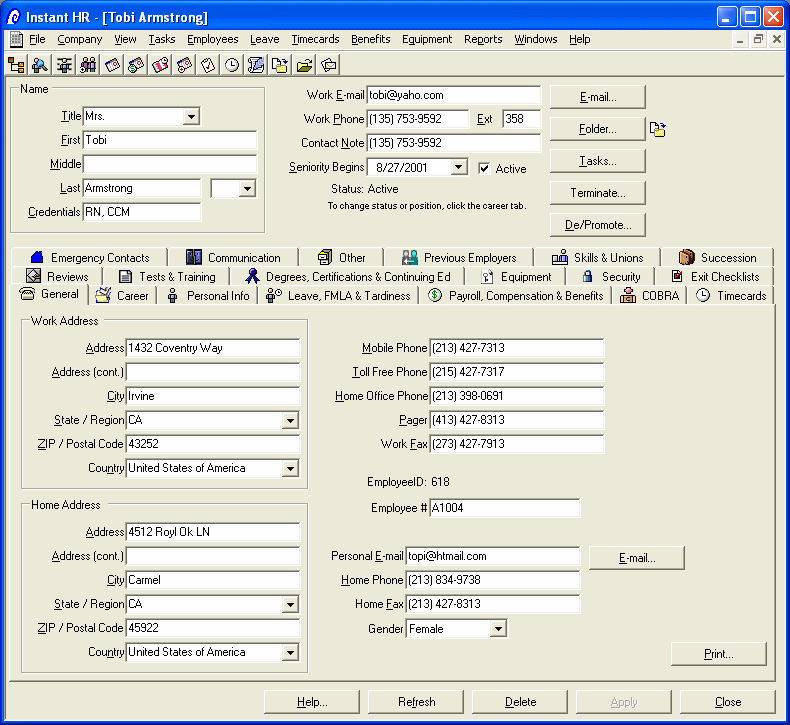 Instant HR - [Tobi Armstrong]
File Company View Tasks Employees Leave Timecards Benefits Equipment Reports Windows Help
Name
Title Mrs.
First Tobi
Middle
Last Armstrong
Credentials RN, CCM
Work E-mail tobi@yaho.com
Work Phone (135) 753-9592 Ext 358
Contact Note (135) 753-9592
Seniority Begins 8/27/2001 Active
Status: Active
To change status or position, click the career tab.
E-mail...
Folder...
Tasks...
Terminate...
De/Promote...
Emergency Contacts Communication Other Previous Employers Skills & Unions Succession
Reviews Tests & Training Degrees, Certifications & Continuing Ed Equipment Security Exit Checklists
General Career Personal Info Leave, FMLA & Tardiness Payroll, Compensation & Benefits COBRA Timecards
Work Address
Address 1432 Coventry Way
Address (cont.)
City Irvine
State / Region CA
ZIP / Postal Code 43252
Country United States of America
Home Address
Address 4512 Royl Ok LN
Address (cont.)
City Carmel
State / Region CA
ZIP / Postal Code 45922
Country United States of America
Mobile Phone (213) 427-7313
Toll Free Phone (215) 427-7317
Home Office Phone (213) 398-0691
Pager (413) 427-8313
Work Fax (273) 427-7913
EmployeeID: 618
Employee # A1004
Personal E-mail topi@htmail.com E-mail...
Home Phone (213) 834-9738
Home Fax (213) 427-8313
Gender Female
Print...
Help... Refresh Delete Apply Close